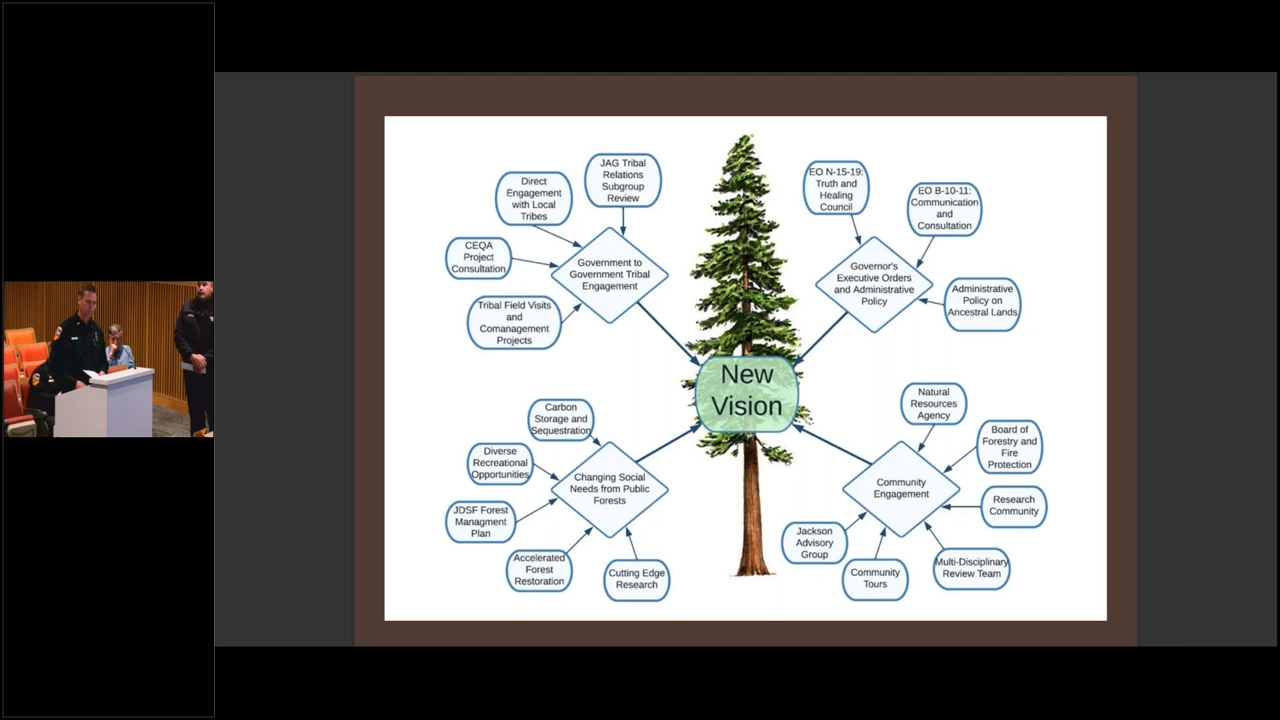 JAG Tribal
Relations
Subgroup
Review
Direct
Engagement
with Local
Tribes
CEQA
Project
Consultation
Tribal Field Visits
and
Comanagement
Projects
Government to
Government Tribal
Engagement
EO N-15-19:
Truth and
Healing
Council
EO B-10-11:
Communication
and
Consultation
Administrative
Policy on
Ancestral Lands
Governor's
Executive Orders
and Administrative
Policy
New
Vision
Carbon
Storage and
Sequestration
Diverse
Recreational
Opportunities
JDSF Forest
Managment
Plan
Accelerated
Forest
Restoration
Cutting Edge
Research
Changing Social
Needs from Public
Forests
Natural
Resources
Agency
Board of
Forestry and
Fire
Protection
Research
Community
Multi-Disciplinary
Review Team
Community
Tours
Jackson
Advisory
Group
Community
Engagement